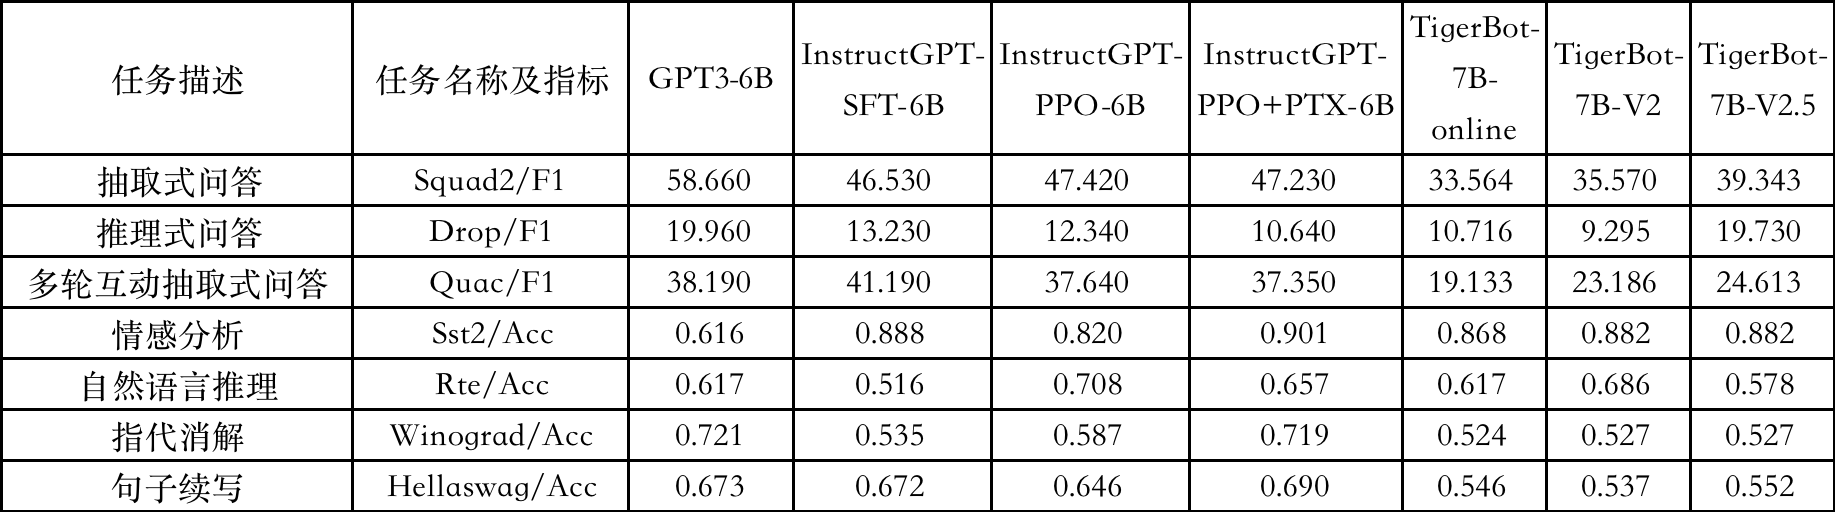 任务描述 任务名称及指标 GPT3-6B InstructGPT-SFT-6B InstructGPT-PPO-6B InstructGPT-PPO+PTX-6B TigerBot-7B-online TigerBot-7B-V2 TigerBot-7B-V2.5
抽取式问答 Squad2/F1 58.660 46.530 47.420 47.230 33.564 35.570 39.343
推理式问答 Drop/F1 19.960 13.230 12.340 10.640 10.716 9.295 19.730
多轮互动抽取式问答 Quac/F1 38.190 41.190 37.640 37.350 19.133 23.186 24.613
情感分析 Sst2/Acc 0.616 0.888 0.820 0.901 0.868 0.882 0.882
自然语言推理 Rte/Acc 0.617 0.516 0.708 0.657 0.617 0.686 0.578
指代消解 Winograd/Acc 0.721 0.535 0.587 0.719 0.524 0.527 0.527
句子续写 Hellaswag/Acc 0.673 0.672 0.646 0.690 0.546 0.537 0.552